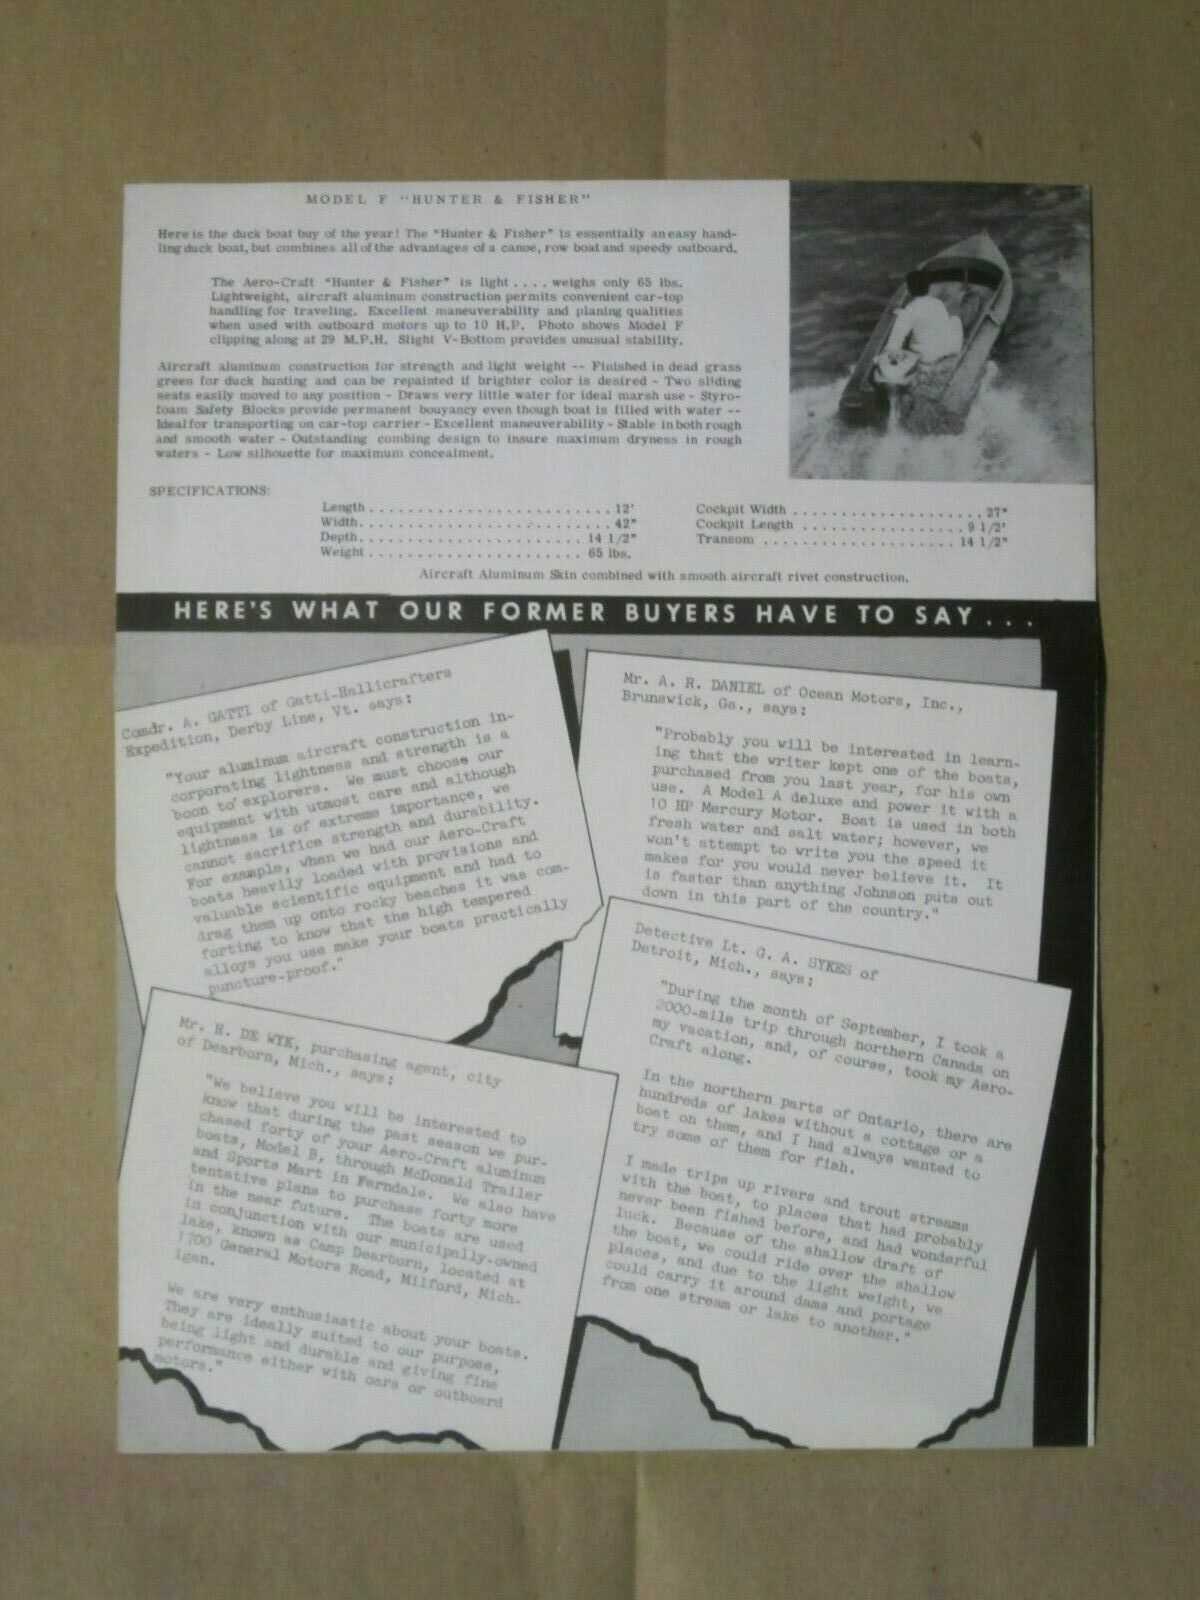 MODEL F "HUNTER & FISHER"
Here is the duck boat buy of the year! The "Hunter & Fisher" is essentially an easy hand-
ling duck boat, but combines all of the advantages of a canoe, row boat and speedy outboard.
The Aero-Craft "Hunter & Fisher" is light .... weighs only 65 lbs.
Lightweight, aircraft aluminum construction permits convenient car-top
handling for traveling. Excellent maneuverability and planing qualities
when used with outboard motors up to 10 H.P. Photo shows Model F
clipping along at 29 M.P.H. Slight V-Bottom provides unusual stability.
Aircraft aluminum construction for strength and light weight -- Finished in dead grass
green for duck hunting and can be repainted if brighter color is desired - Two sliding
seats easily moved to any position - Draws very little water for ideal marsh use - Styro-
foam Safety Blocks provide permanent bouyancy even though boat is filled with water --
Ideal for transporting on car-top carrier - Excellent maneuverability - Stable in both rough
and smooth water - Outstanding combing design to insure maximum dryness in rough
waters - Low silhouette for maximum concealment.
SPECIFICATIONS:
Length ........................ 12'
Width ......................... 42"
Depth ......................... 14 1/2"
Weight ........................ 65 lbs.
Cockpit Width ................... 27"
Cockpit Length .................. 9 1/2'
Transom ......................... 14 1/2"
Aircraft Aluminum Skin combined with smooth aircraft rivet construction.
HERE'S WHAT OUR FORMER BUYERS HAVE TO SAY...
Comdr. A. GATTI of Gatti-Hallicrafters
Expedition, Derby Line, Vt. says:
"Your aluminum aircraft construction in-
corporating lightness and strength is a
boon to explorers. We must choose our
equipment with utmost care and although
lightness is of extreme importance, we
cannot sacrifice strength and durability.
For example, when we had our Aero-Craft
boats heavily loaded with provisions and
valuable scientific equipment and had to
drag them up onto rocky beaches it was com-
forting to know that the high tempered
alloys you use make your boats practically
puncture-proof."
Mr. A. R. DANIEL of Ocean Motors, Inc.,
Brunswick, Ga., says:
"Probably you will be interested in learn-
ing that the writer kept one of the boats,
purchased from you last year, for his own
use. A Model A deluxe and power it with a
10 HP Mercury Motor. Boat is used in both
fresh water and salt water; however, we
won't attempt to write you the speed it
makes for you would never believe it. It
is faster than anything Johnson puts out
down in this part of the country."
Mr. H. DE WYK, purchasing agent, city
of Dearborn, Mich., says:
"We believe you will be interested to
know that during the past season we pur-
chased forty of your Aero-Craft aluminum
boats, Model B, through McDonald Trailer
and Sports Mart in Ferndale. We also have
tentative plans to purchase forty more
in the near future. The boats are used
in conjunction with our municipally-owned
lake, known as Camp Dearborn, located at
1700 General Motors Road, Milford, Mich-
igan.
We are very enthusiastic about your boats.
They are ideally suited to our purpose,
being light and durable and giving fine
performance either with oars or outboard
motors."
Detective Lt. G. A. SYKES of
Detroit, Mich., says:
"During the month of September, I took a
2000-mile trip through northern Canada on
my vacation, and, of course, took my Aero-
Craft along.
In the northern parts of Ontario, there are
hundreds of lakes without a cottage or a
boat on them, and I had always wanted to
try some of them for fish.
I made trips up rivers and trout streams
with the boat, to places that had probably
never been fished before, and had wonderful
luck. Because of the shallow draft of
the boat, we could ride over the shallow
places, and due to the light weight, we
could carry it around dams and portage
from one stream or lake to another."